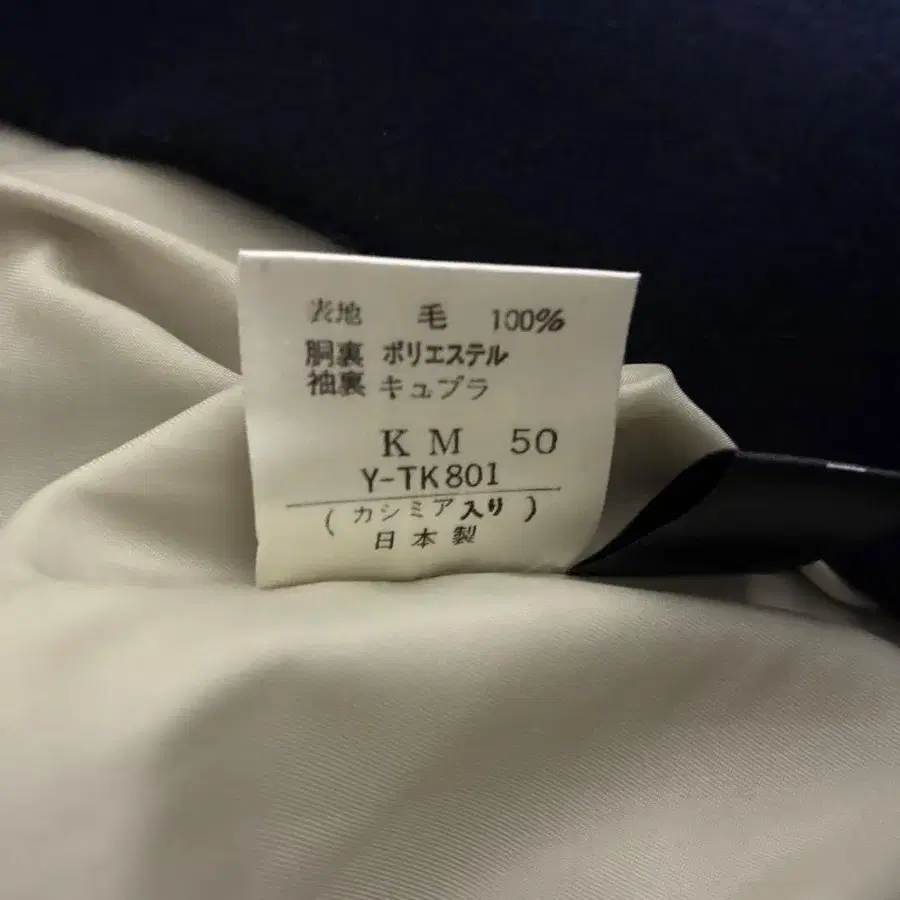 表地 毛 100%
胴裏 ポリエステル
袖裏 キュプラ
KM 50
Y-TK801
(カシミア入り)
日本製